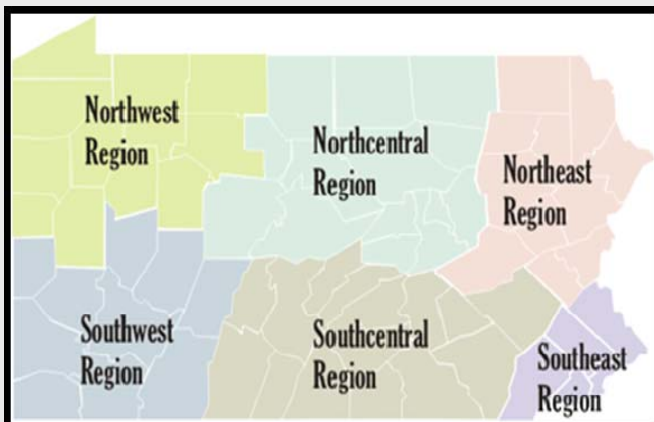 Northwest
Region
Northcentral
Region
Northeast
Region
Southwest
Region
Southcentral
Region
Southeast
Region